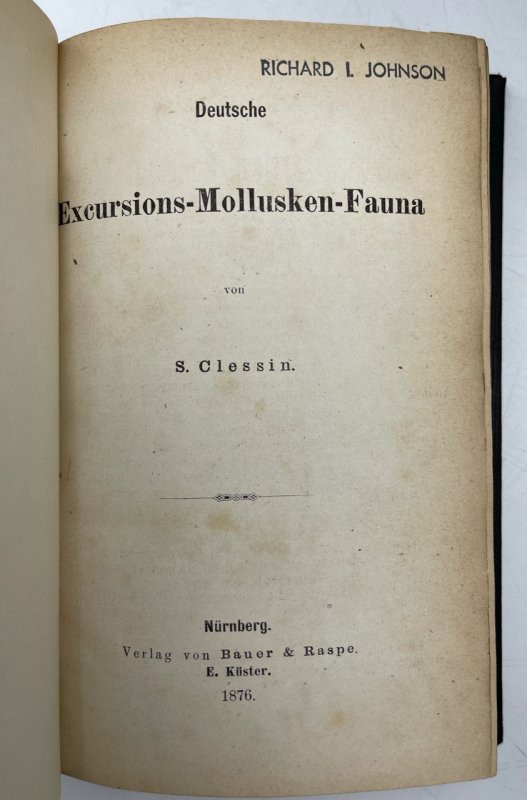 RICHARD I. JOHNSON
Deutsche
Excursions-Mollusken-Fauna
von
S. Clessin.
Nürnberg.
Verlag von Bauer & Raspe.
E. Küster.
1876.